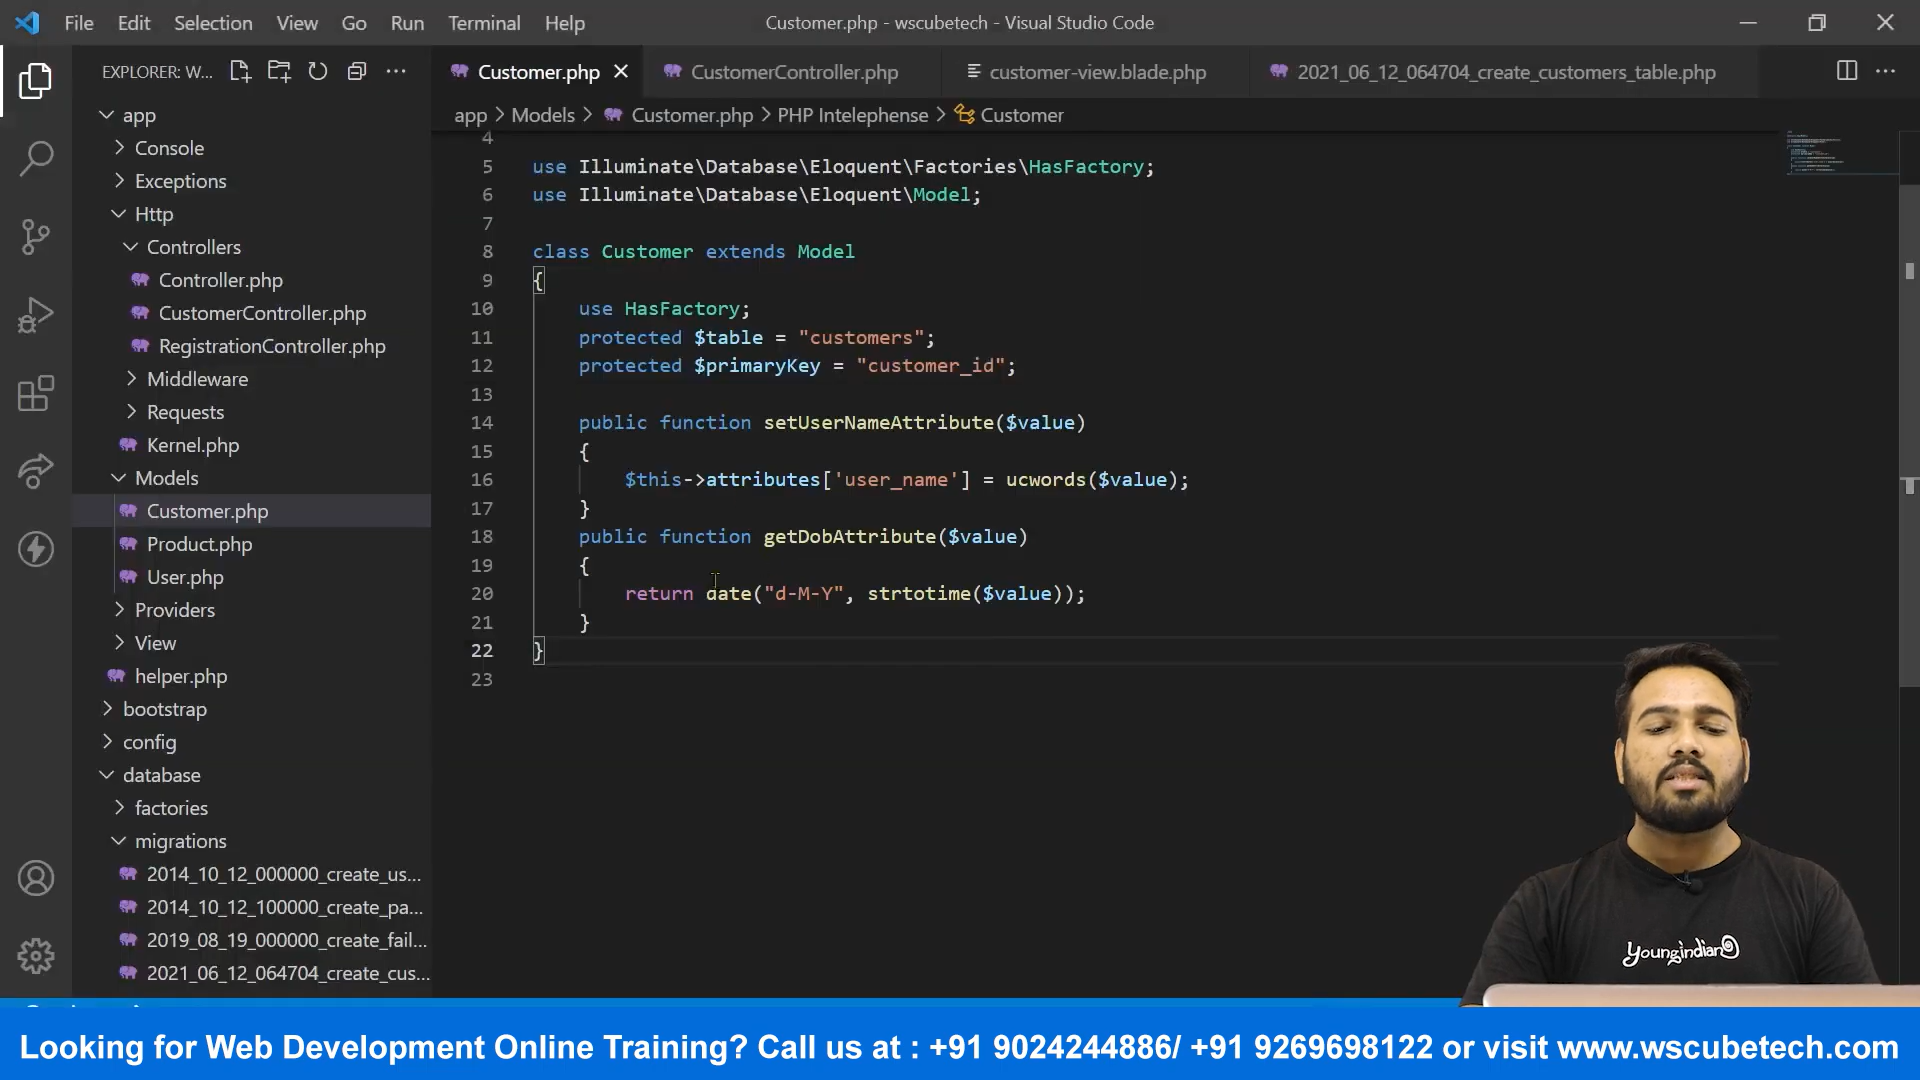 File Edit Selection View Go Run Terminal Help
Customer.php - wscubetech - Visual Studio Code
EXPLORER: W...
app
Console
Exceptions
Http
Controllers
Controller.php
CustomerController.php
RegistrationController.php
Middleware
Requests
Kernel.php
Models
Customer.php
Product.php
User.php
Providers
View
helper.php
bootstrap
config
database
factories
migrations
2014_10_12_000000_create_us...
2014_10_12_100000_create_pa...
2019_08_19_000000_create_fail...
2021_06_12_064704_create_cus...
Customer.php CustomerController.php customer-view.blade.php 2021_06_12_064704_create_customers_table.php
app > Models > Customer.php > PHP Intelephense > Customer
4
5 use Illuminate\Database\Eloquent\Factories\HasFactory;
6 use Illuminate\Database\Eloquent\Model;
7
8 class Customer extends Model
9 {
10 use HasFactory;
11 protected $table = "customers";
12 protected $primaryKey = "customer_id";
13
14 public function setUserNameAttribute($value)
15 {
16 $this->attributes['user_name'] = ucwords($value);
17 }
18 public function getDobAttribute($value)
19 {
20 return date("d-M-Y", strtotime($value));
21 }
22 }
23
Youngindian
Looking for Web Development Online Training? Call us at : +91 9024244886/ +91 9269698122 or visit www.wscubetech.com